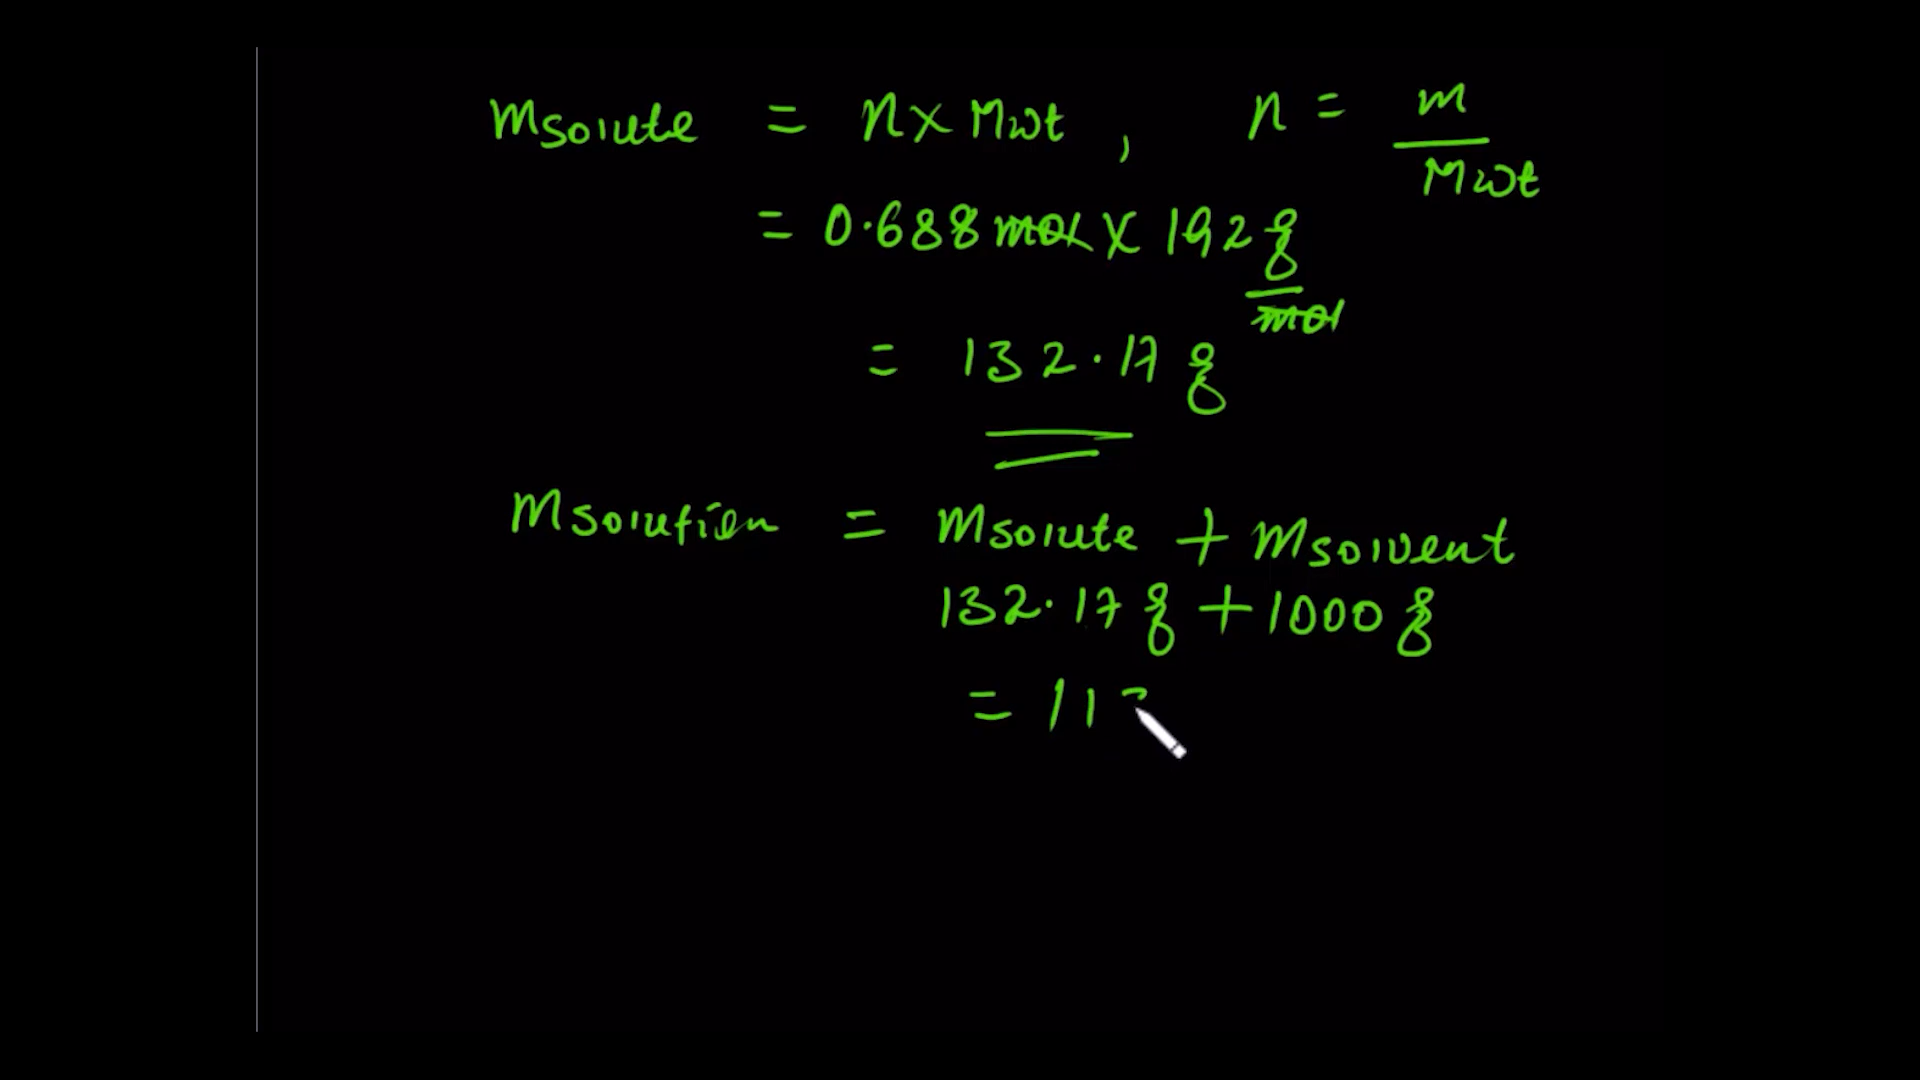 msolute = n x Mwt , n = m / Mwt
= 0.688 mol x 192 g / mol
= 132.17 g
msolution = msolute + msolvent
132.17 g + 1000 g
= 11